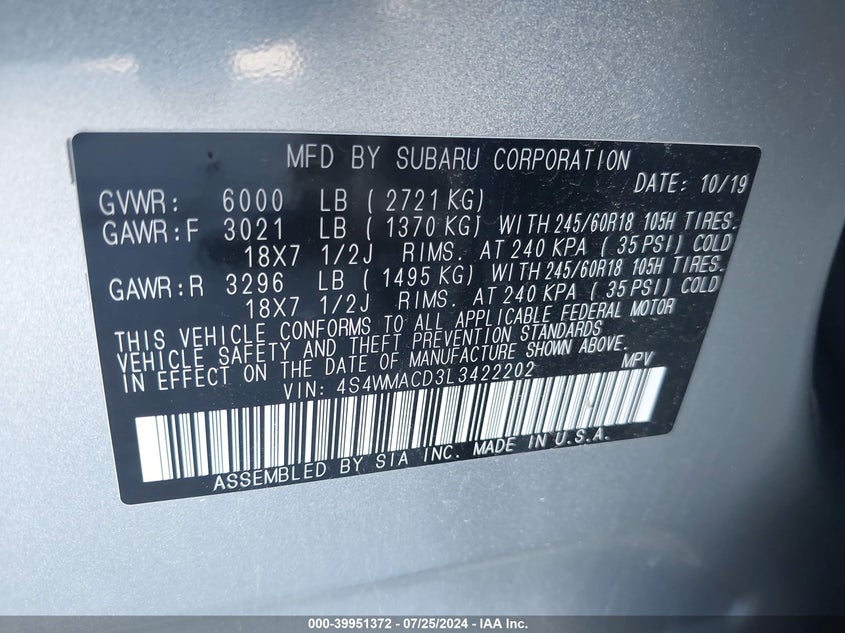 MFD BY SUBARU CORPORATION
DATE: 10/19
GVWR: 6000 LB ( 2721 KG)
GAWR:F 3021 LB ( 1370 KG) WITH 245/60R18 105H TIRES.
18X7 1/2J RIMS. AT 240 KPA ( 35 PSI) COLD
GAWR:R 3296 LB ( 1495 KG) WITH 245/60R18 105H TIRES.
18X7 1/2J RIMS. AT 240 KPA ( 35 PSI) COLD
THIS VEHICLE CONFORMS TO ALL APPLICABLE FEDERAL MOTOR
VEHICLE SAFETY AND THEFT PREVENTION STANDARDS
IN EFFECT ON THE DATE OF MANUFACTURE SHOWN ABOVE.
VIN: 4S4WMACD3L3422202 MPV
ASSEMBLED BY SIA INC. MADE IN U.S.A.
000-39951372 - 07/25/2024 - IAA Inc.